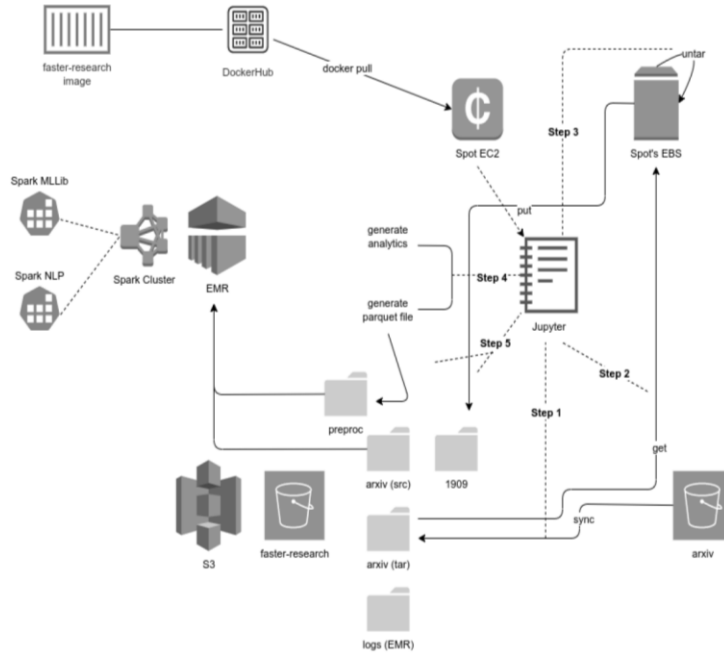 faster-research
image
DockerHub
docker pull
untar
Spot EC2
Spot's EBS
Step 3
Spark MLLib
put
generate
analytics
Spark NLP
Spark Cluster
EMR
Step 4
generate
parquet file
Jupyter
Step 5
Step 2
Step 1
preproc
get
arxiv (src)
1909
sync
S3
faster-research
arxiv (tar)
arxiv
logs (EMR)